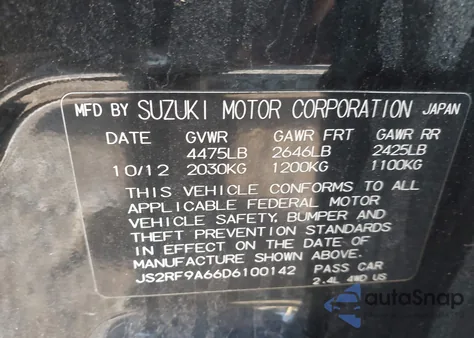 MFD BY SUZUKI MOTOR CORPORATION JAPAN
DATE GVWR GAWR FRT GAWR RR
4475LB 2646LB 2425LB
10/12 2030KG 1200KG 1100KG
THIS VEHICLE CONFORMS TO ALL
APPLICABLE FEDERAL MOTOR
VEHICLE SAFETY, BUMPER AND
THEFT PREVENTION STANDARDS
IN EFFECT ON THE DATE OF
MANUFACTURE SHOWN ABOVE.
JS2RF9A66D6100142 PASS CAR
2.4L 4WD US
autoSnap